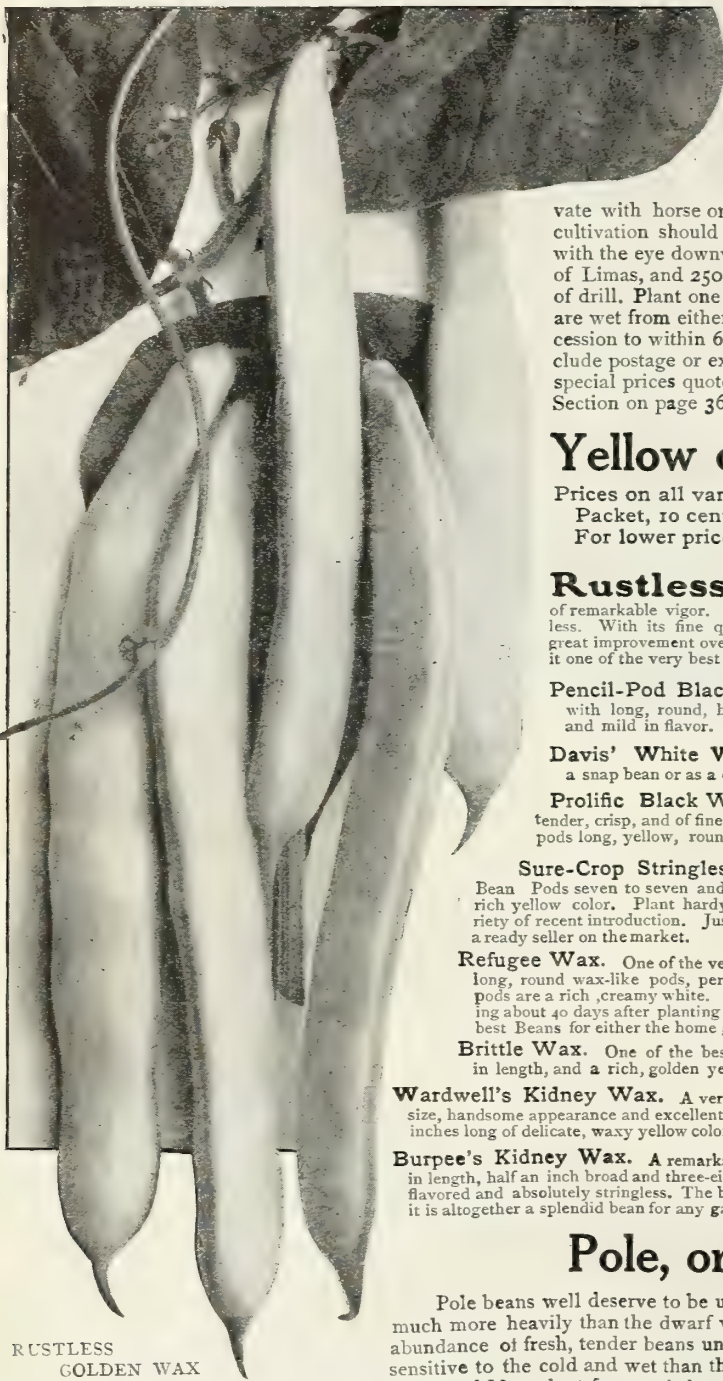 vate with horse or
cultivation should
with the eye down
of Limas, and 250
of drill. Plant one
are wet from either
cession to within 6
clude postage or ex
special prices quot
Section on page 36
Yellow
Prices on all var
Packet, 10 cen
For lower pric
Rustless
of remarkable vigor.
less. With its fine q
great improvement ove
it one of the very best
Pencil-Pod Blac
with long, round, b
and mild in flavor.
Davis' White W
a snap bean or as a
Prolific Black W
tender, crisp, and of fine
pods long, yellow, roun
Sure-Crop Stringles
Bean Pods seven to seven and
rich yellow color. Plant hardy
riety of recent introduction. Jus
a ready seller on the market.
Refugee Wax. One of the ve
long, round wax-like pods, per
pods are a rich ,creamy white.
ing about 40 days after planting
best Beans for either the home
Brittle Wax. One of the bes
in length, and a rich, golden ye
Wardwell's Kidney Wax. A ver
size, handsome appearance and excellent
inches long of delicate, waxy yellow colo
Burpee's Kidney Wax. A remark
in length, half an inch broad and three-ei
flavored and absolutely stringless. The b
it is altogether a splendid bean for any ga
Pole, or
Pole beans well deserve to be u
much more heavily than the dwarf v
abundance of fresh, tender beans un
sensitive to the cold and wet than th
RUSTLESS
GOLDEN WAX